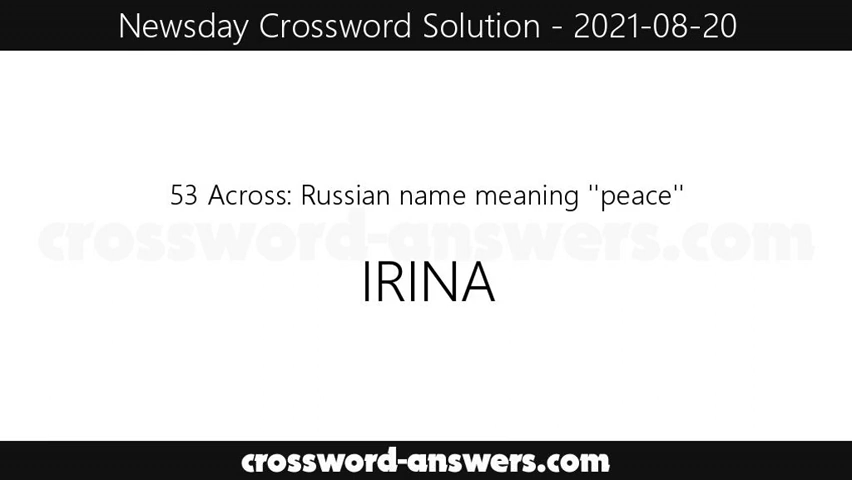 Newsday Crossword Solution - 2021-08-20
53 Across: Russian name meaning "peace"
crossword-answers.com
IRINA
crossword-answers.com